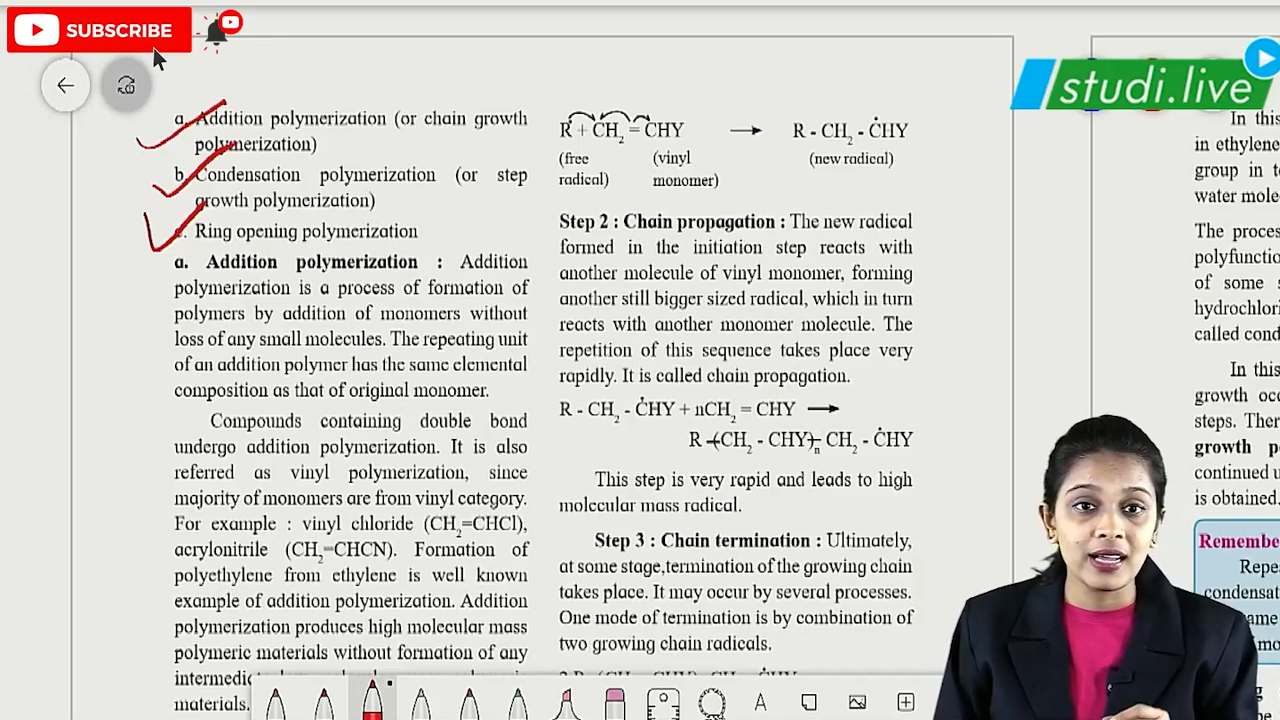 SUBSCRIBE
studi.live
a. Addition polymerization (or chain growth
polymerization)
b. Condensation polymerization (or step
growth polymerization)
c. Ring opening polymerization
a. Addition polymerization : Addition
polymerization is a process of formation of
polymers by addition of monomers without
loss of any small molecules. The repeating unit
of an addition polymer has the same elemental
composition as that of original monomer.
Compounds containing double bond
undergo addition polymerization. It is also
referred as vinyl polymerization, since
majority of monomers are from vinyl category.
For example : vinyl chloride (CH₂=CHCl),
acrylonitrile (CH₂=CHCN). Formation of
polyethylene from ethylene is well known
example of addition polymerization. Addition
polymerization produces high molecular mass
polymeric materials without formation of any
materials.
R + CH₂ = CHY ⟶ R - CH₂ - ĊHY
(free (vinyl (new radical)
radical) monomer)
Step 2 : Chain propagation : The new radical
formed in the initiation step reacts with
another molecule of vinyl monomer, forming
another still bigger sized radical, which in turn
reacts with another monomer molecule. The
repetition of this sequence takes place very
rapidly. It is called chain propagation.
R - CH₂ - ĊHY + nCH₂ = CHY ⟶
R-(CH₂ - CHY)-ₙ CH₂ - ĊHY
This step is very rapid and leads to high
molecular mass radical.
Step 3 : Chain termination : Ultimately,
at some stage,termination of the growing chain
takes place. It may occur by several processes.
One mode of termination is by combination of
two growing chain radicals.
In this
in ethylene
group in
water
The
of some
called
In this
growth
steps.
growth
continued
is obtained.